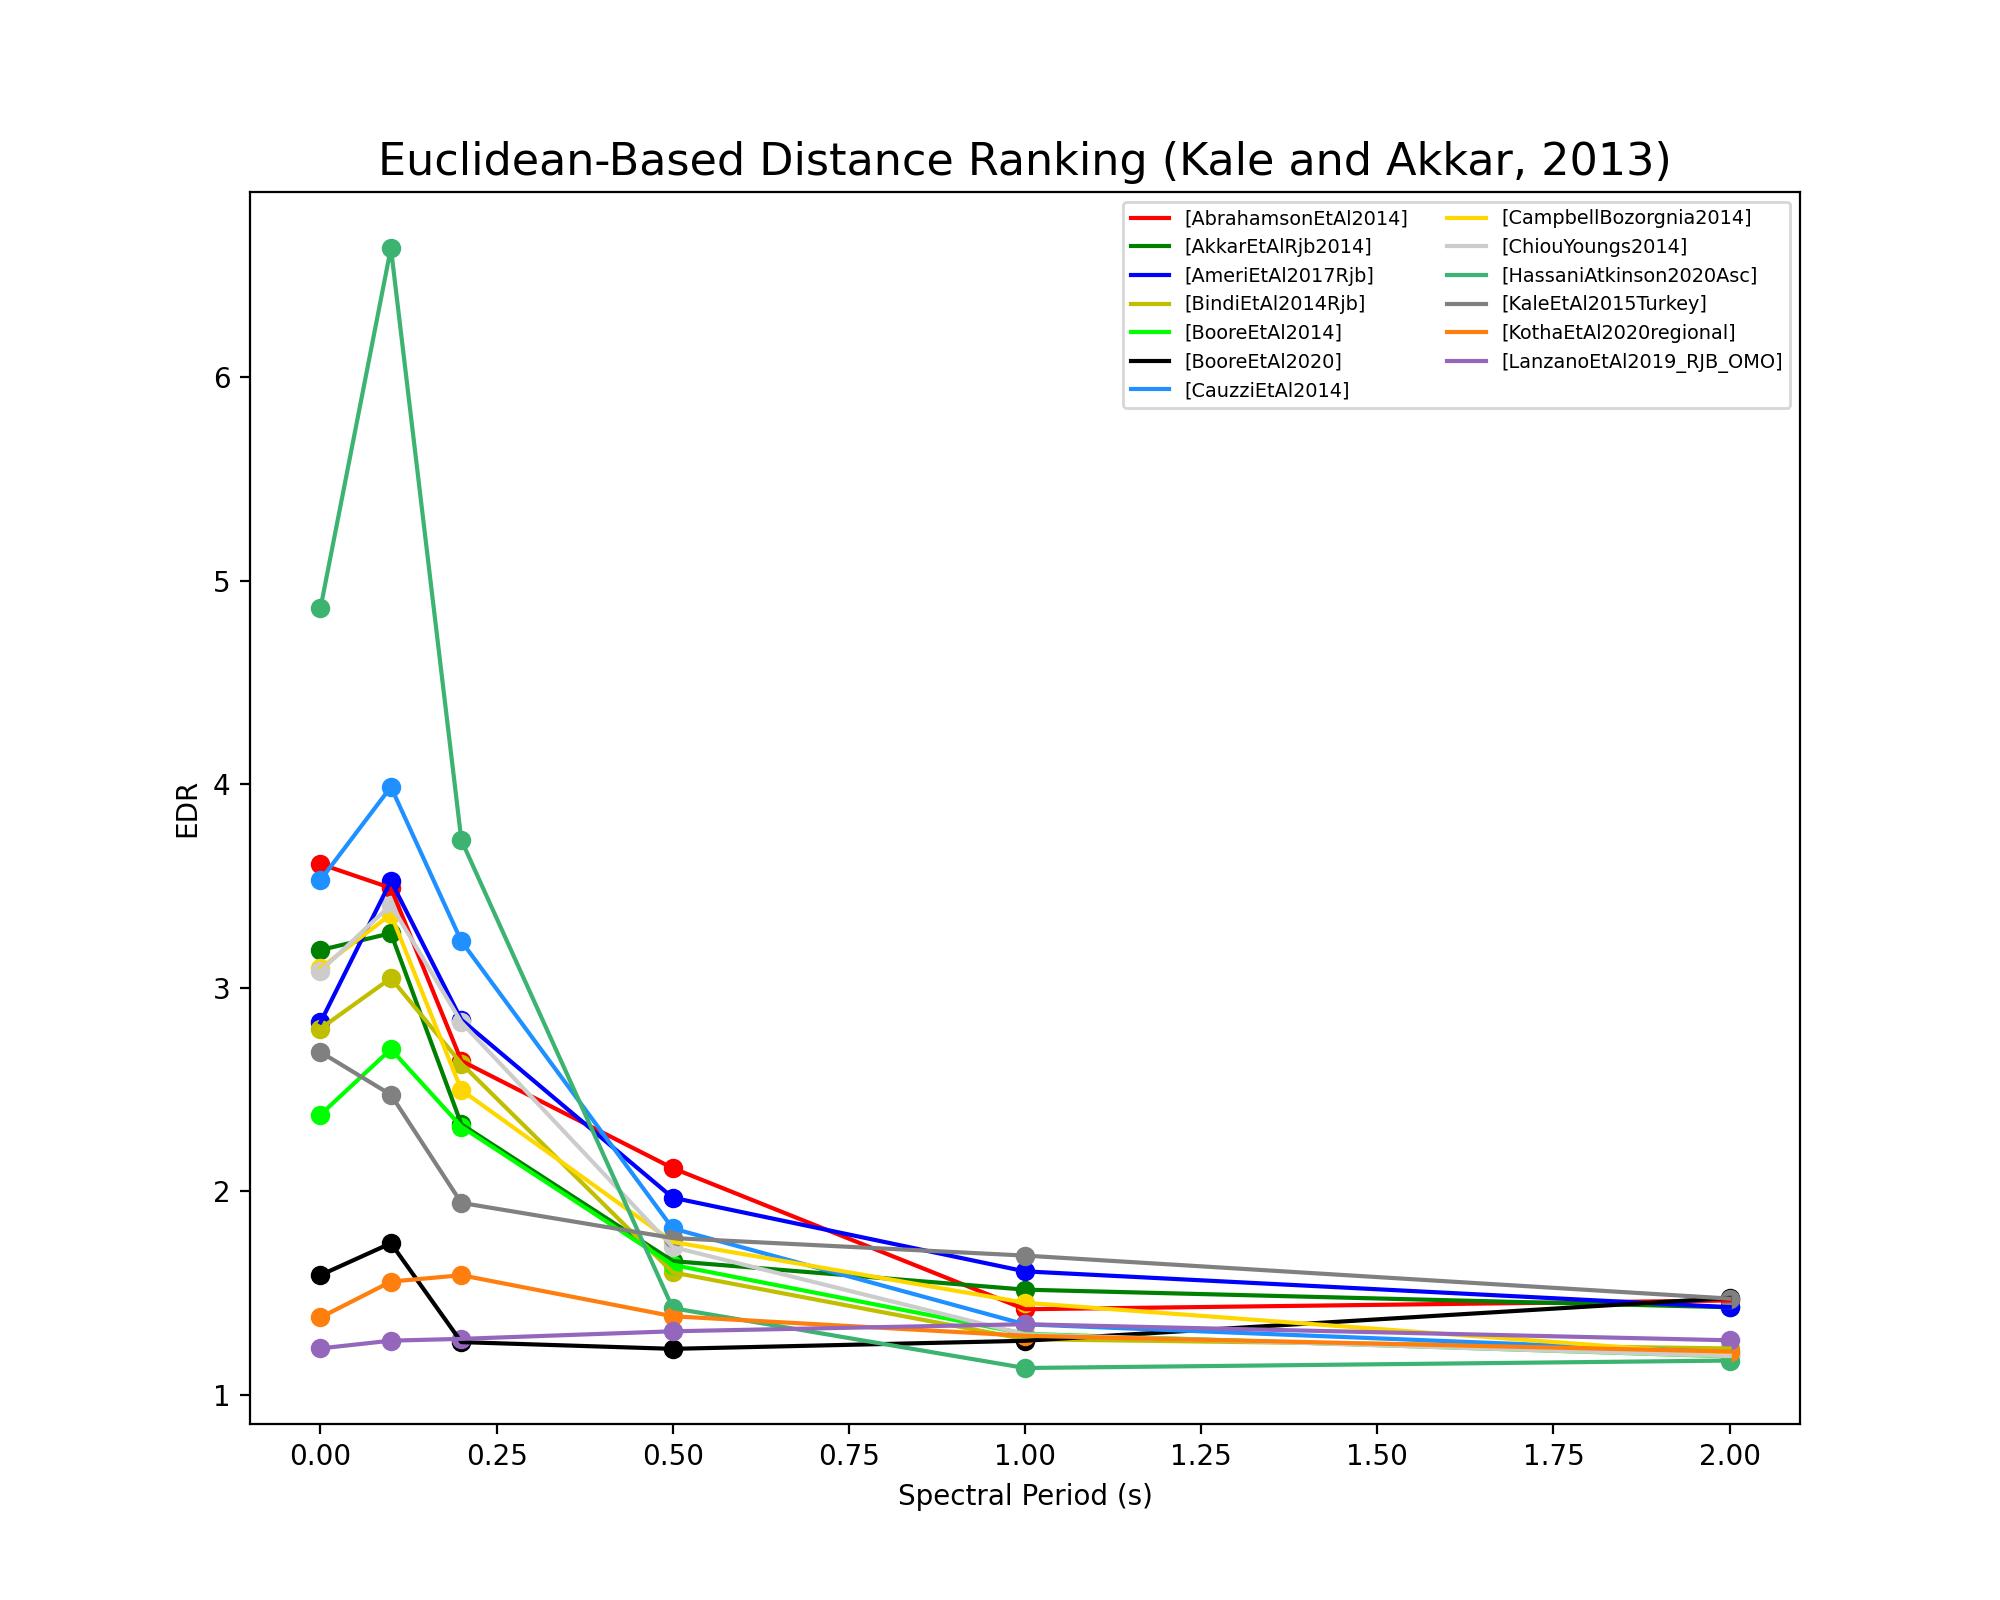 Euclidean-Based Distance Ranking (Kale and Akkar, 2013)
[AbrahamsonEtAl2014]
[AkkarEtAlRjb2014]
[AmeriEtAl2017Rjb]
[BindiEtAl2014Rjb]
[BooreEtAl2014]
[BooreEtAl2020]
[CauzziEtAl2014]
[CampbellBozorgnia2014]
[ChiouYoungs2014]
[HassaniAtkinson2020Asc]
[KaleEtAl2015Turkey]
[KothaEtAl2020regional]
[LanzanoEtAl2019_RJB_OMO]
6
5
4
3
2
1
EDR
0.00 0.25 0.50 0.75 1.00 1.25 1.50 1.75 2.00
Spectral Period (s)